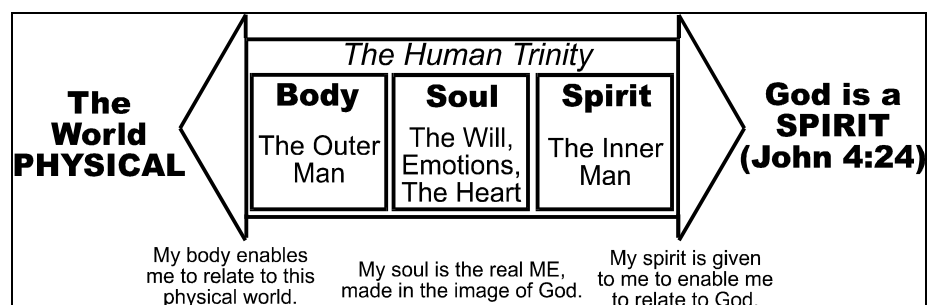 The Human Trinity
The
World
PHYSICAL
Body
The Outer
Man
Soul
The Will,
Emotions,
The Heart
Spirit
The Inner
Man
God is a
SPIRIT
(John 4:24)
My body enables
me to relate to this
physical world.
My soul is the real ME,
made in the image of God.
My spirit is given
to me to enable me
to relate to God.